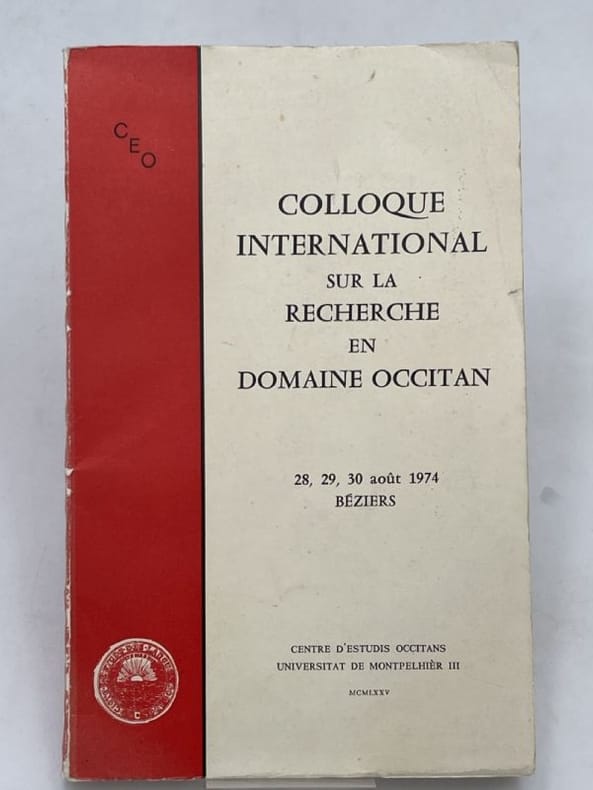 CEO
COLLOQUE
INTERNATIONAL
SUR LA
RECHERCHE
EN
DOMAINE OCCITAN
28, 29, 30 août 1974
BÉZIERS
CENTRE D'ESTUDIS OCCITANS
UNIVERSITAT DE MONTPELHIÈR III
MCMLXXV